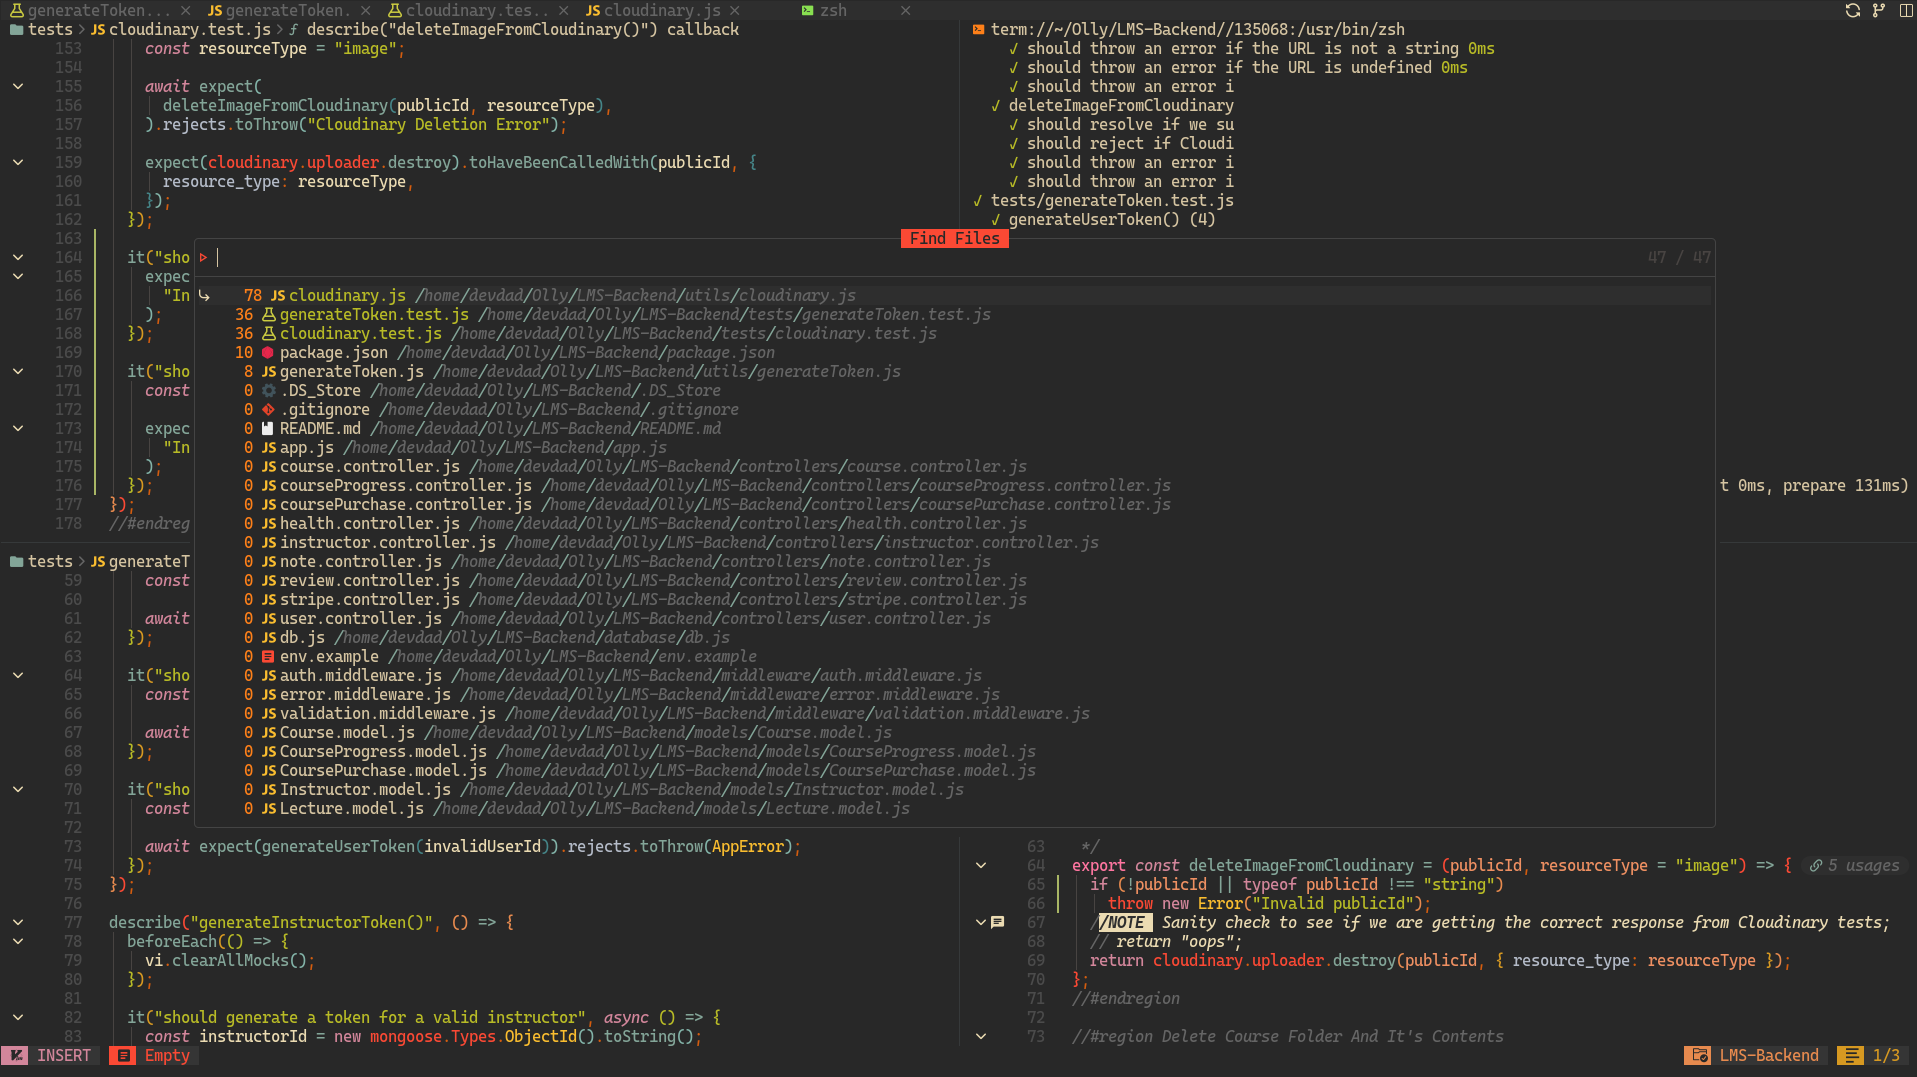 generateToken... × JS generateToken. × cloudinary.tes.. × JS cloudinary.js × zsh ×
tests > JS cloudinary.test.js > ƒ describe("deleteImageFromCloudinary()") callback
153 const resourceType = "image";
154
155 await expect(
156 deleteImageFromCloudinary(publicId, resourceType),
157 ).rejects.toThrow("Cloudinary Deletion Error");
158
159 expect(cloudinary.uploader.destroy).toHaveBeenCalledWith(publicId, {
160 resource_type: resourceType,
161 });
162 });
163
164 it("sho
165 expec
166 "In
167 );
168 });
169
170 it("sho
171 const
172
173 expec
174 "In
175 );
176 });
177 });
178 //#endreg
term://~/Olly/LMS-Backend//135068:/usr/bin/zsh
✓ should throw an error if the URL is not a string 0ms
✓ should throw an error if the URL is undefined 0ms
✓ should throw an error i
✓ deleteImageFromCloudinary
✓ should resolve if we su
✓ should reject if Cloudi
✓ should throw an error i
✓ should throw an error i
✓ tests/generateToken.test.js
✓ generateUserToken() (4)
t 0ms, prepare 131ms)
Find Files
47 / 47
78 JS cloudinary.js /home/devdad/Olly/LMS-Backend/utils/cloudinary.js
36 generateToken.test.js /home/devdad/Olly/LMS-Backend/tests/generateToken.test.js
36 cloudinary.test.js /home/devdad/Olly/LMS-Backend/tests/cloudinary.test.js
10 package.json /home/devdad/Olly/LMS-Backend/package.json
8 JS generateToken.js /home/devdad/Olly/LMS-Backend/utils/generateToken.js
0 .DS_Store /home/devdad/Olly/LMS-Backend/.DS_Store
0 .gitignore /home/devdad/Olly/LMS-Backend/.gitignore
0 README.md /home/devdad/Olly/LMS-Backend/README.md
0 JS app.js /home/devdad/Olly/LMS-Backend/app.js
0 JS course.controller.js /home/devdad/Olly/LMS-Backend/controllers/course.controller.js
0 JS courseProgress.controller.js /home/devdad/Olly/LMS-Backend/controllers/courseProgress.controller.js
0 JS coursePurchase.controller.js /home/devdad/Olly/LMS-Backend/controllers/coursePurchase.controller.js
0 JS health.controller.js /home/devdad/Olly/LMS-Backend/controllers/health.controller.js
0 JS instructor.controller.js /home/devdad/Olly/LMS-Backend/controllers/instructor.controller.js
0 JS note.controller.js /home/devdad/Olly/LMS-Backend/controllers/note.controller.js
0 JS review.controller.js /home/devdad/Olly/LMS-Backend/controllers/review.controller.js
0 JS stripe.controller.js /home/devdad/Olly/LMS-Backend/controllers/stripe.controller.js
0 JS user.controller.js /home/devdad/Olly/LMS-Backend/controllers/user.controller.js
0 JS db.js /home/devdad/Olly/LMS-Backend/database/db.js
0 env.example /home/devdad/Olly/LMS-Backend/env.example
0 JS auth.middleware.js /home/devdad/Olly/LMS-Backend/middleware/auth.middleware.js
0 JS error.middleware.js /home/devdad/Olly/LMS-Backend/middleware/error.middleware.js
0 JS validation.middleware.js /home/devdad/Olly/LMS-Backend/middleware/validation.middleware.js
0 JS Course.model.js /home/devdad/Olly/LMS-Backend/models/Course.model.js
0 JS CourseProgress.model.js /home/devdad/Olly/LMS-Backend/models/CourseProgress.model.js
0 JS CoursePurchase.model.js /home/devdad/Olly/LMS-Backend/models/CoursePurchase.model.js
0 JS Instructor.model.js /home/devdad/Olly/LMS-Backend/models/Instructor.model.js
0 JS Lecture.model.js /home/devdad/Olly/LMS-Backend/models/Lecture.model.js
tests > JS generateT
59 const
60
61 await
62 });
63
64 it("sho
65 const
66
67 await
68 });
69
70 it("sho
71 const
72
73 await expect(generateUserToken(invalidUserId)).rejects.toThrow(AppError);
74 });
75 });
76
77 describe("generateInstructorToken()", () => {
78 beforeEach(() => {
79 vi.clearAllMocks();
80 });
81
82 it("should generate a token for a valid instructor", async () => {
83 const instructorId = new mongoose.Types.ObjectId().toString();
63 */
64 export const deleteImageFromCloudinary = (publicId, resourceType = "image") => { 5 usages
65 if (!publicId || typeof publicId !== "string")
66 throw new Error("Invalid publicId");
67 //NOTE Sanity check to see if we are getting the correct response from Cloudinary tests;
68 // return "oops";
69 return cloudinary.uploader.destroy(publicId, { resource_type: resourceType });
70 };
71 //#endregion
72
73 //#region Delete Course Folder And It's Contents
INSERT Empty LMS-Backend 1/3